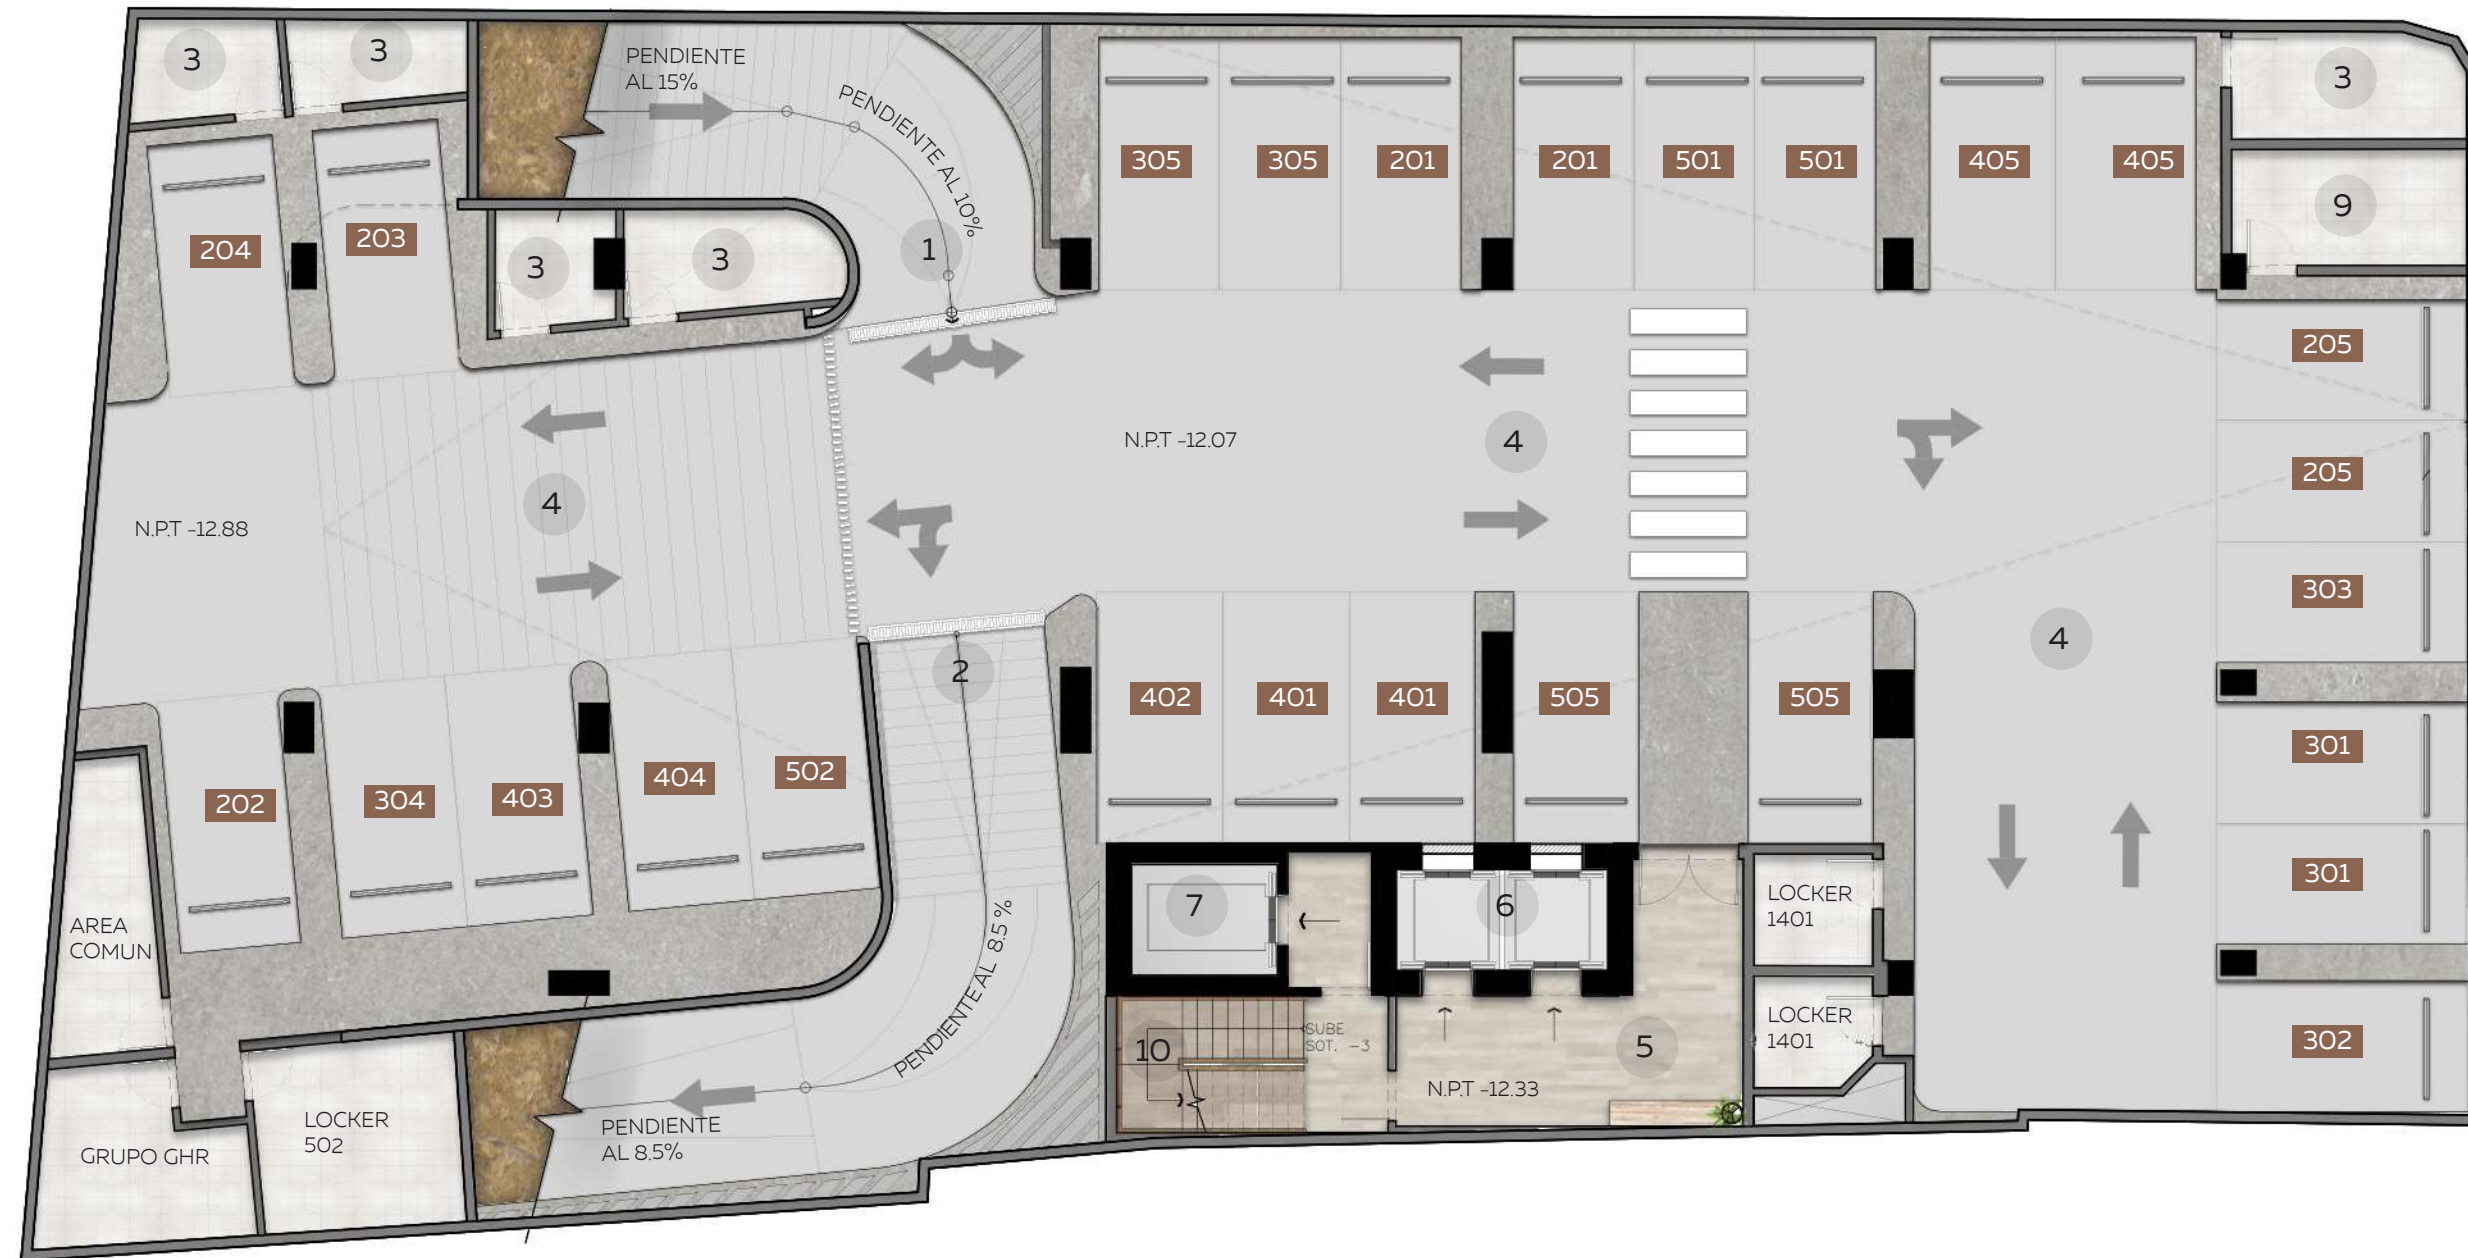 3
3
PENDIENTE
AL 15%
PENDIENTE AL 10%
3
305
305
201
201
501
501
405
405
9
204
203
3
3
1
205
4
N.P.T -12.07
4
205
N.P.T -12.88
303
4
2
402
401
401
505
505
301
202
304
403
404
502
301
AREA
COMUN
7
6
LOCKER
1401
PENDIENTE AL 8.5 %
10
SUBE
SOT. -3
5
LOCKER
1401
302
N.P.T -12.33
LOCKER
502
PENDIENTE
AL 8.5%
GRUPO GHR